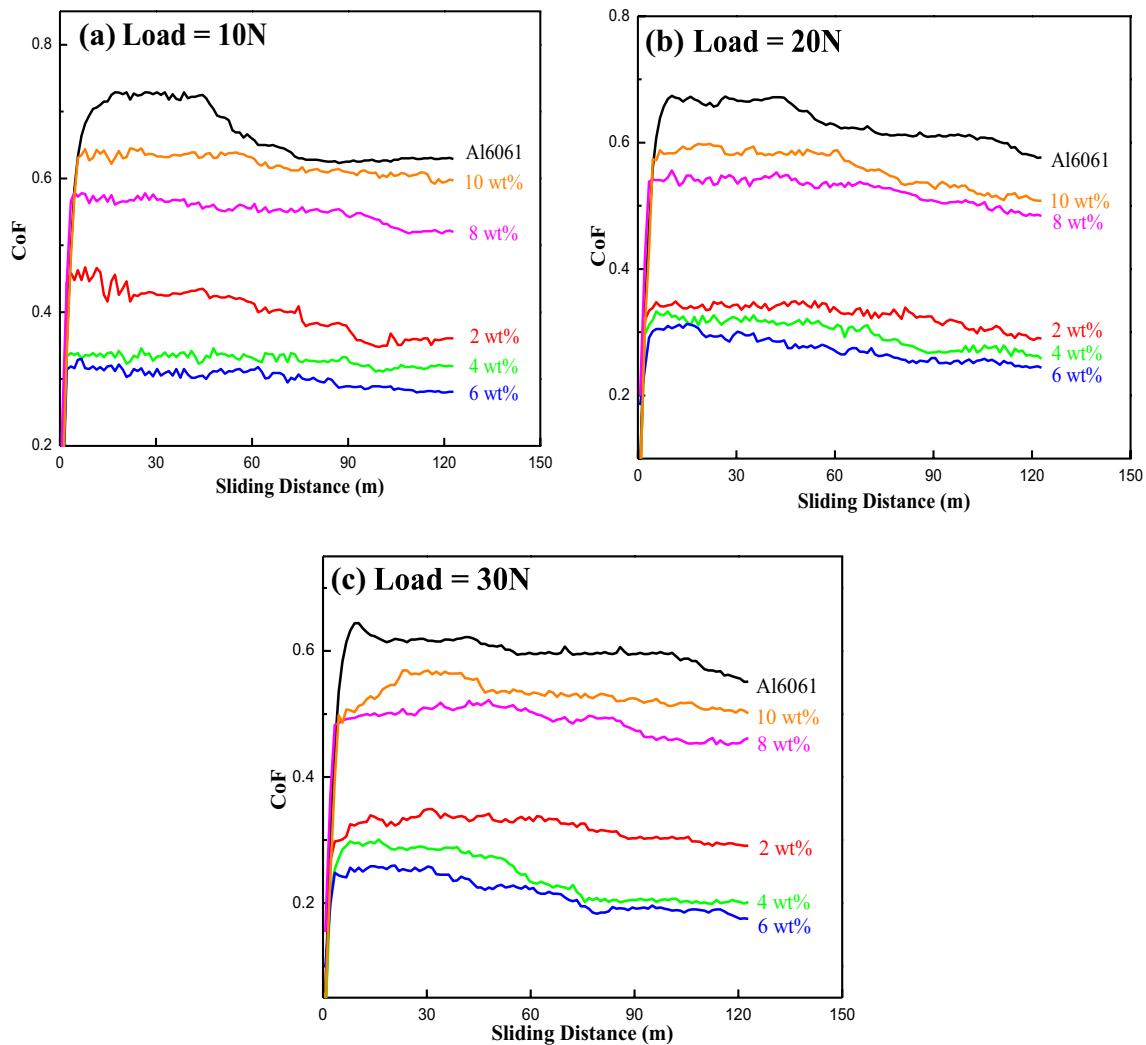 (a) Load = 10N
0.8
0.6
0.4
0.2
CoF
Al6061
10 wt%
8 wt%
2 wt%
4 wt%
6 wt%
0 30 60 90 120 150
Sliding Distance (m)
(b) Load = 20N
0.8
0.6
0.4
0.2
CoF
Al6061
10 wt%
8 wt%
2 wt%
4 wt%
6 wt%
0 30 60 90 120 150
Sliding Distance (m)
(c) Load = 30N
0.6
0.4
0.2
CoF
Al6061
10 wt%
8 wt%
2 wt%
4 wt%
6 wt%
0 30 60 90 120 150
Sliding Distance (m)